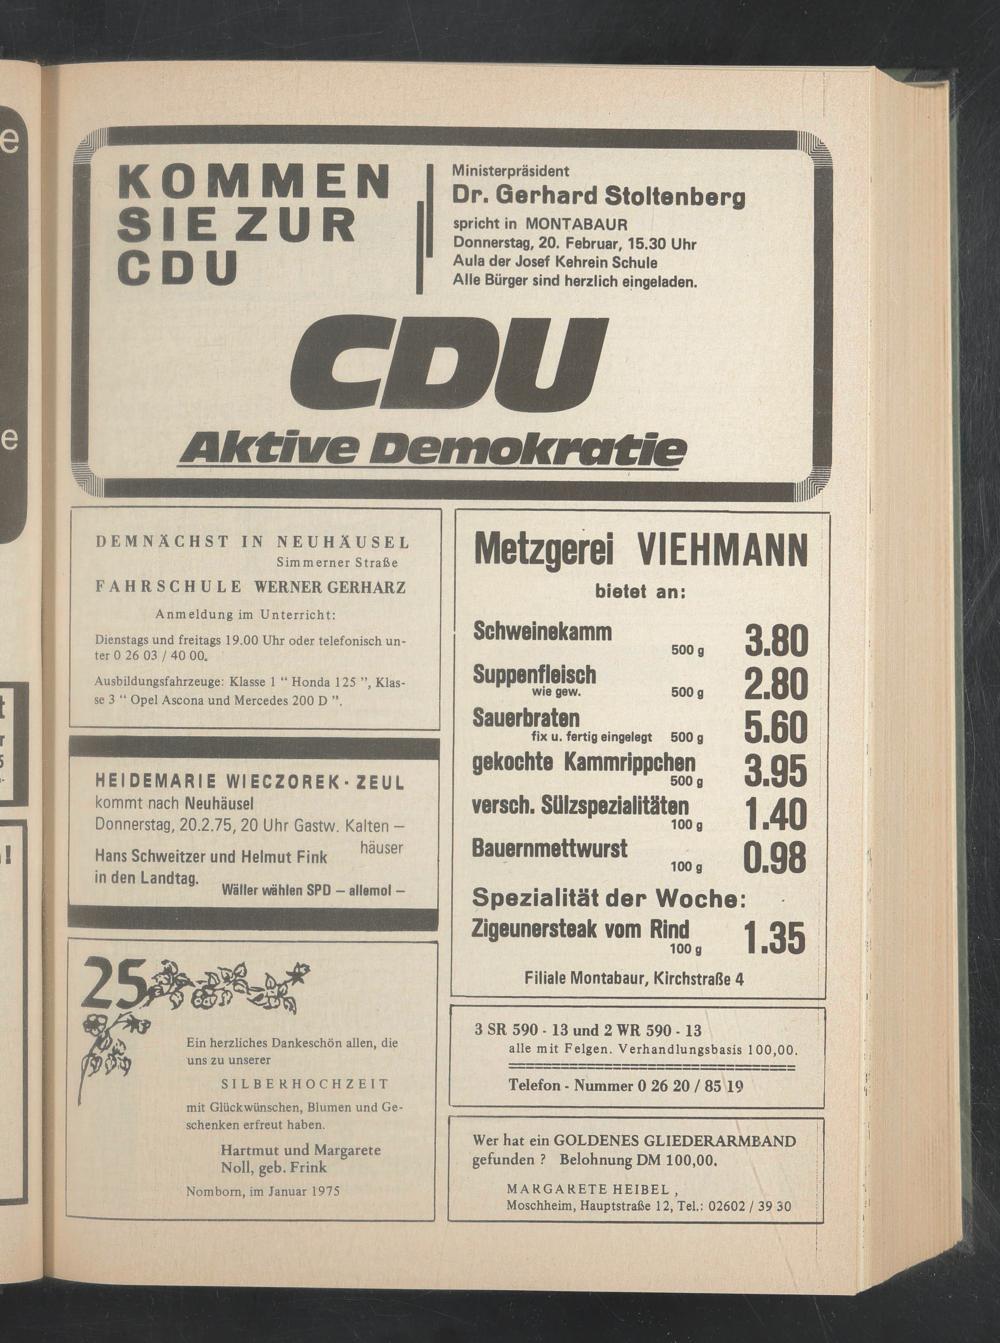 KOMMEN
SIE ZUR
CDU
Ministerpräsident
Dr. Gerhard Stoltenberg
spricht in MONTABAUR
Donnerstag, 20. Februar, 15.30 Uhr
Aula der Josef Kehrein Schule
Alle Bürger sind herzlich eingeladen.
CDU
Aktive Demokratie
DEMNÄCHST IN NEUHÄUSEL
Simmerner Straße
FAHRSCHULE WERNER GERHARZ
Anmeldung im Unterricht:
Dienstags und freitags 19.00 Uhr oder telefonisch un-
ter 0 26 03 / 40 00.
Ausbildungsfahrzeuge: Klasse 1 " Honda 125 ", Klas-
se 3 " Opel Ascona und Mercedes 200 D ".
HEIDEMARIE WIECZOREK - ZEUL
kommt nach Neuhäusel
Donnerstag, 20.2.75, 20 Uhr Gastw. Kalten —
häuser
Hans Schweitzer und Helmut Fink
in den Landtag.
Wäller wählen SPD — allemol —
25
Ein herzliches Dankeschön allen, die
uns zu unserer
SILBERHOCHZEIT
mit Glückwünschen, Blumen und Ge-
schenken erfreut haben.
Hartmut und Margarete
Noll, geb. Frink
Nomborn, im Januar 1975
Metzgerei VIEHMANN
bietet an:
Schweinekamm
500 g 3.80
Suppenfleisch
wie gew. 500 g 2.80
Sauerbraten
fix u. fertig eingelegt 500 g 5.60
gekochte Kammrippchen
500 g 3.95
versch. Sülzspezialitäten
100 g 1.40
Bauernmettwurst
100 g 0.98
Spezialität der Woche:
Zigeunersteak vom Rind
100 g 1.35
Filiale Montabaur, Kirchstraße 4
3 SR 590 - 13 und 2 WR 590 - 13
alle mit Felgen. Verhandlungsbasis 100,00.
Telefon - Nummer 0 26 20 / 85 19
Wer hat ein GOLDENES GLIEDERARMBAND
gefunden ? Belohnung DM 100,00.
MARGARETE HEIBEL ,
Moschheim, Hauptstraße 12, Tel.: 02602 / 39 30